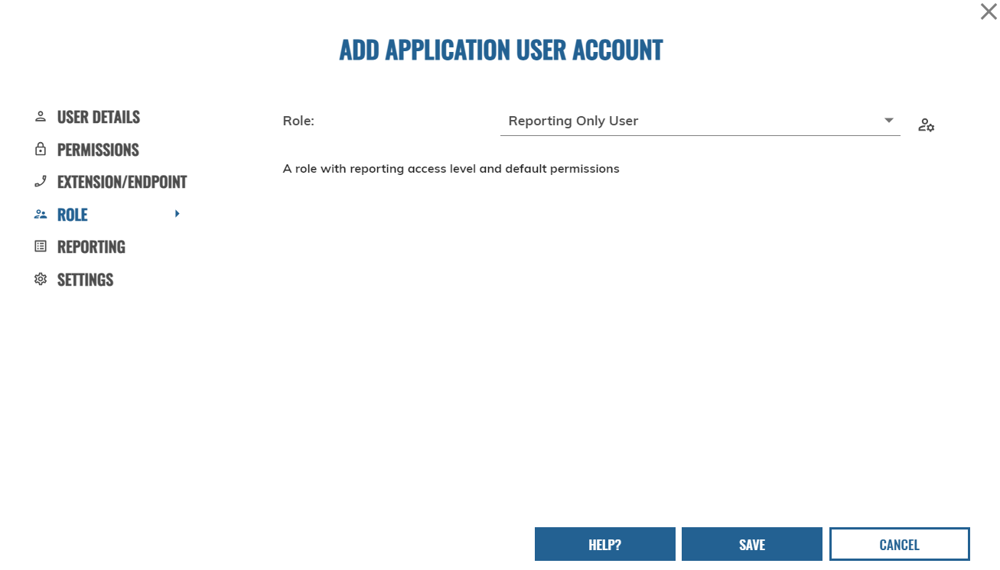 ADD APPLICATION USER ACCOUNT
USER DETAILS
PERMISSIONS
EXTENSION/ENDPOINT
ROLE
REPORTING
SETTINGS
Role: Reporting Only User
A role with reporting access level and default permissions
HELP? SAVE CANCEL